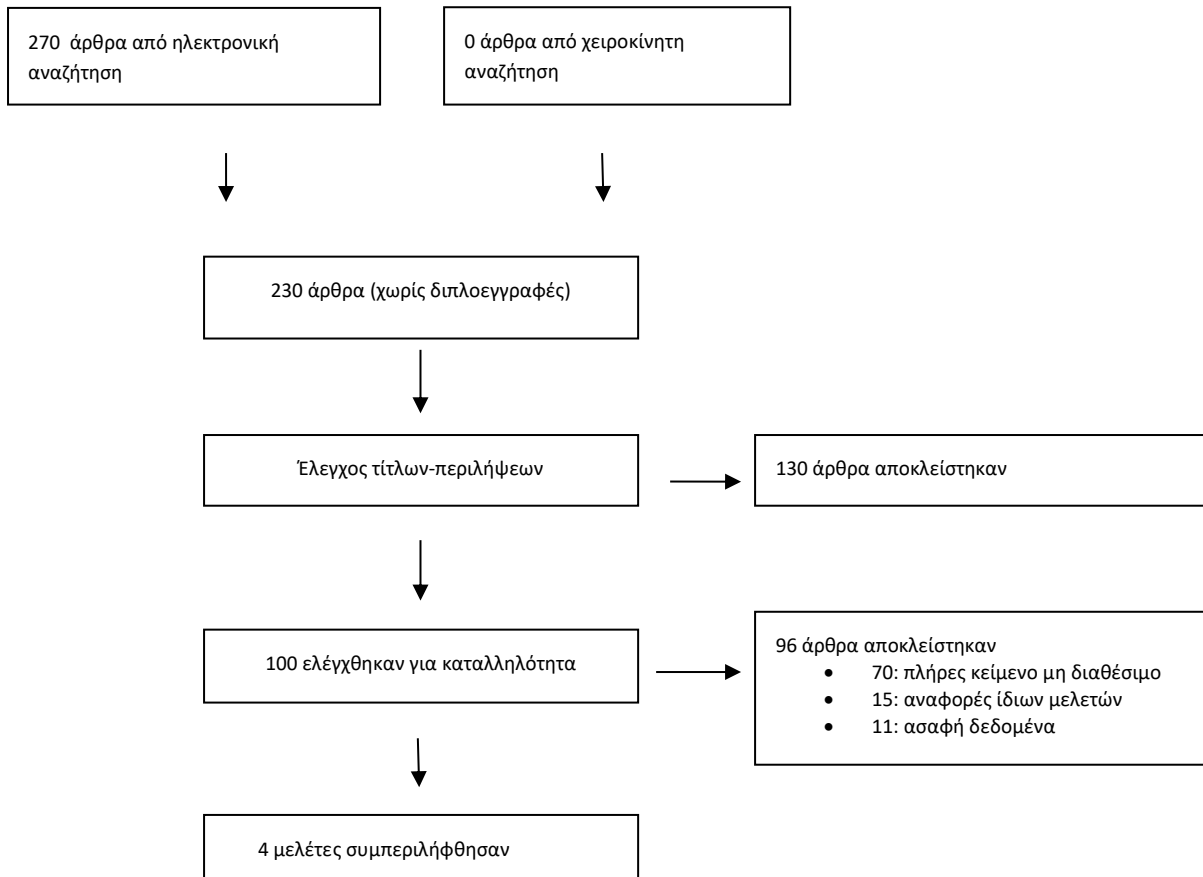 270  άρθρα από ηλεκτρονική
αναζήτηση
0 άρθρα από χειροκίνητη
αναζήτηση
230 άρθρα (χωρίς διπλοεγγραφές)
Έλεγχος τίτλων-περιλήψεων
130 άρθρα αποκλείστηκαν
100 ελέγχθηκαν για καταλληλότητα
96 άρθρα αποκλείστηκαν
• 70: πλήρες κείμενο μη διαθέσιμο
• 15: αναφορές ίδιων μελετών
• 11: ασαφή δεδομένα
4 μελέτες συμπεριλήφθησαν